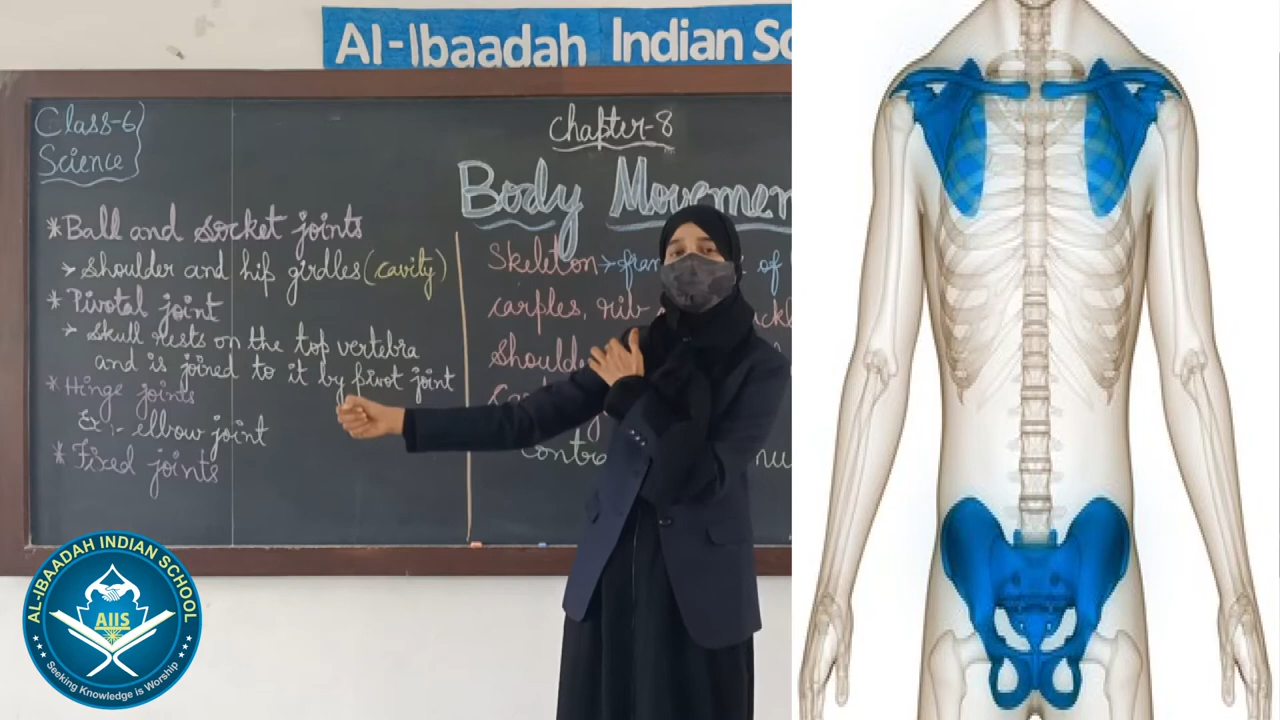 Al-Ibaadah Indian Sc
Class-6
Science
Chapter-8
Body Movemen
* Ball and socket joints
> Shoulder and hip girdles (cavity)
* Pivotal joint
> Skull rests on the top vertebra
and is joined to it by pivot joint
* Hinge joints
Ex :- elbow joint
* Fixed joints
Skeleton → of
carples, rib
Shoulde
Contro
AL-IBAADAH INDIAN SCHOOL
AIIS
Seeking Knowledge is Worship